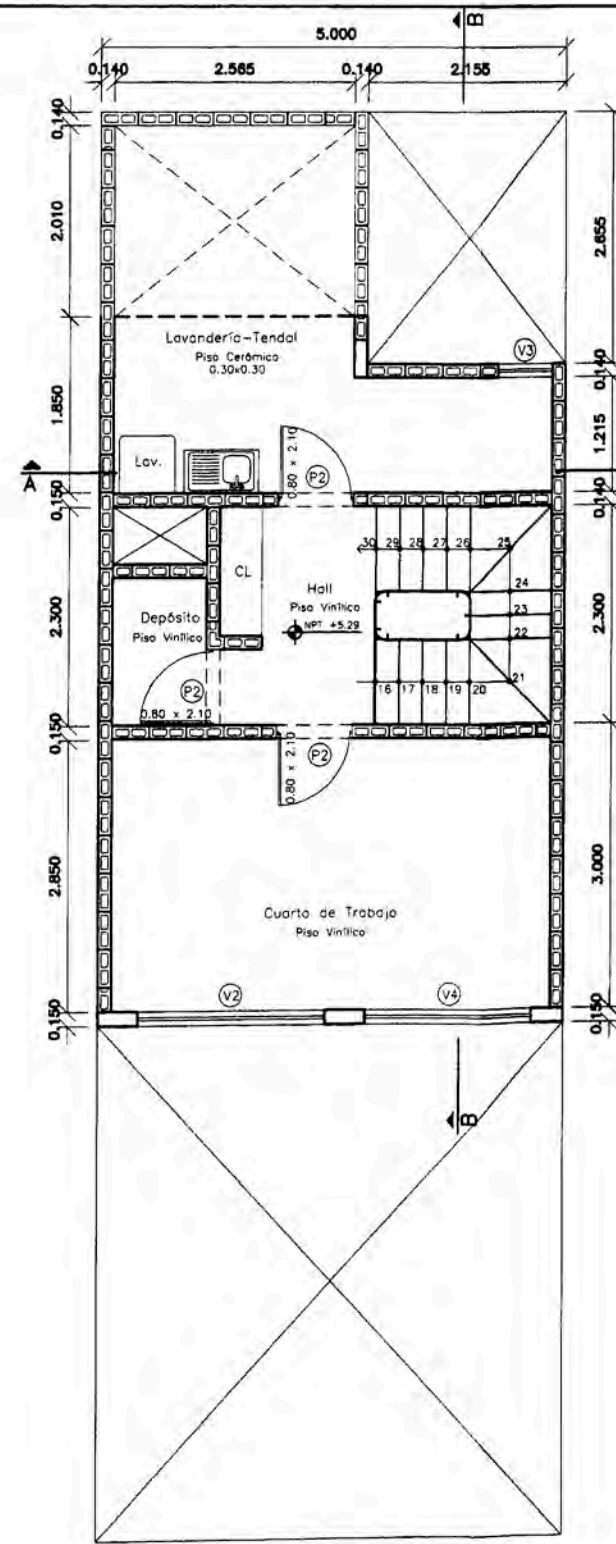 B
5.000
0.140 2.565 0.140 2.155
0.140
2.010
1.850
0.150
2.300
0.150
2.850
0.150
2.855
0.140
1.215
0.140
2.300
3.000
0.150
Lavandería-Tendal
Piso Cerámico
0.30x0.30
V3
Lav.
0.80 x 2.10
P2
A
CL
Hall
Piso Vinílico
NPT +5.29
30 29 28 27 26 25
24
23
22
21
16 17 18 19 20
Depósito
Piso Vinílico
P2
0.80 x 2.10
0.80 x 2.10
P2
Cuarto de Trabajo
Piso Vinílico
V2
V4
B